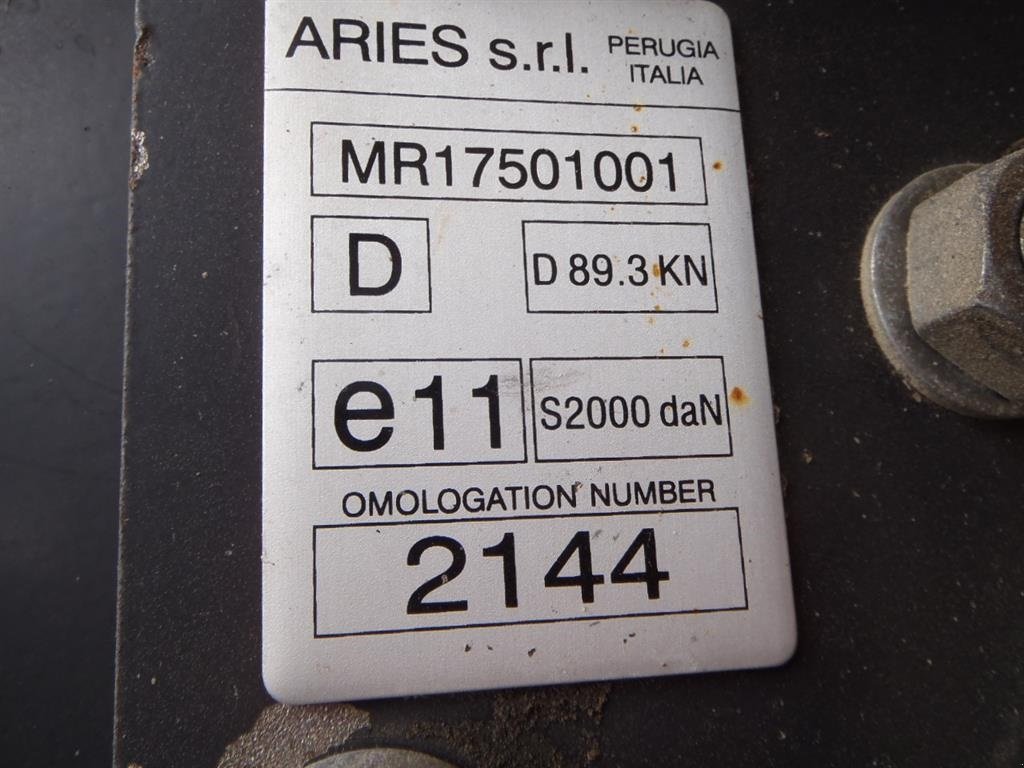 ARIES s.r.l. PERUGIA
ITALIA
MR17501001
D D 89.3 KN
e11 S2000 daN
OMOLOGATION NUMBER
2144